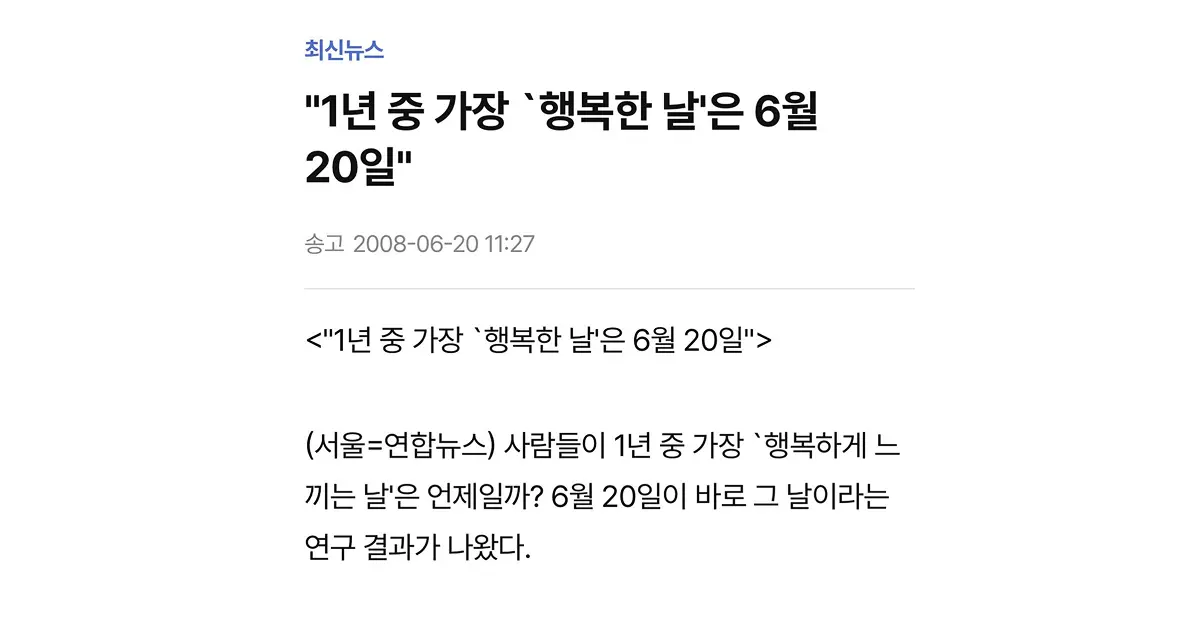 최신뉴스
"1년 중 가장 `행복한 날'은 6월
20일"
송고 2008-06-20 11:27
<"1년 중 가장 `행복한 날'은 6월 20일">
(서울=연합뉴스) 사람들이 1년 중 가장 `행복하게 느
끼는 날'은 언제일까? 6월 20일이 바로 그 날이라는
연구 결과가 나왔다.